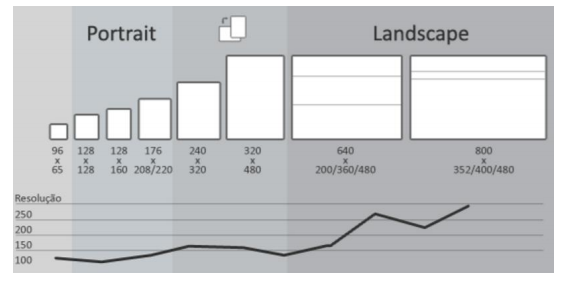 Portrait
Landscape
96 x 65
128 x 128
128 x 160
176 x 208/220
240 x 320
320 x 480
640 x 200/360/480
800 x 352/400/480
Resolução
250
200
150
100